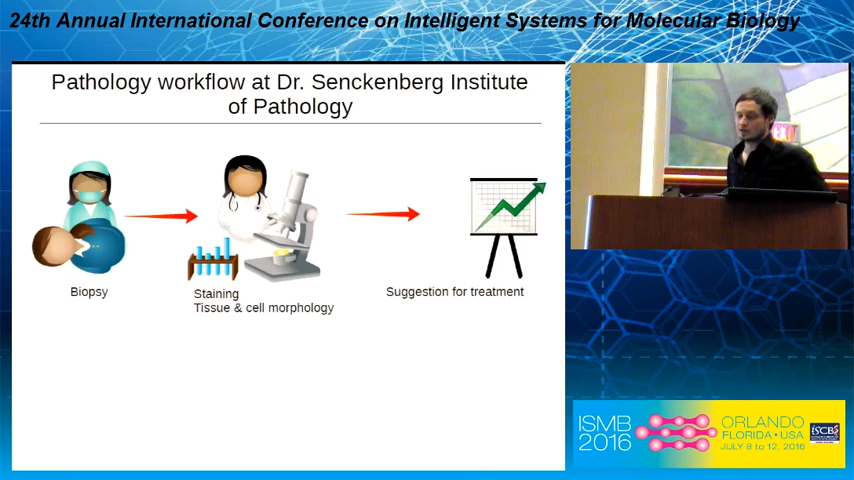 24th Annual International Conference on Intelligent Systems for Molecular Biology
Pathology workflow at Dr. Senckenberg Institute
of Pathology
Biopsy
Staining
Tissue & cell morphology
Suggestion for treatment
ISMB
2016
ORLANDO
FLORIDA • USA
JULY 8 to 12, 2016
ISCB